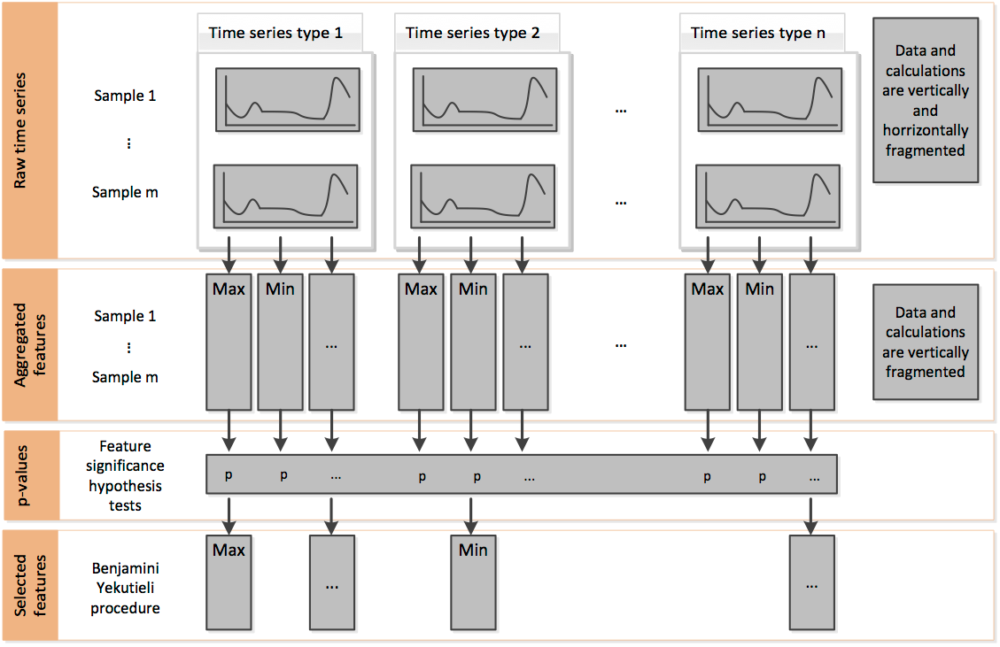 Raw time series
Time series type 1
Time series type 2
Time series type n
Sample 1
⋮
Sample m
...
...
Data and
calculations
are vertically
and
horrizontally
fragmented
Aggregated
features
Sample 1
⋮
Sample m
Max
Min
...
Max
Min
...
...
Max
Min
...
Data and
calculations
are vertically
fragmented
p-values
Feature
significance
hypothesis
tests
p p ... p p ... p p ...
Selected
features
Benjamini
Yekutieli
procedure
Max
...
Min
...